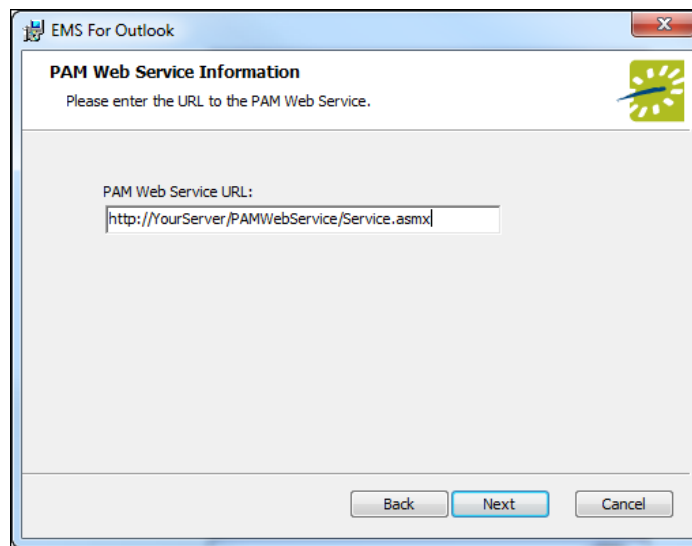 EMS For Outlook
PAM Web Service Information
Please enter the URL to the PAM Web Service.
PAM Web Service URL:
http://YourServer/PAMWebService/Service.asmx
Back Next Cancel